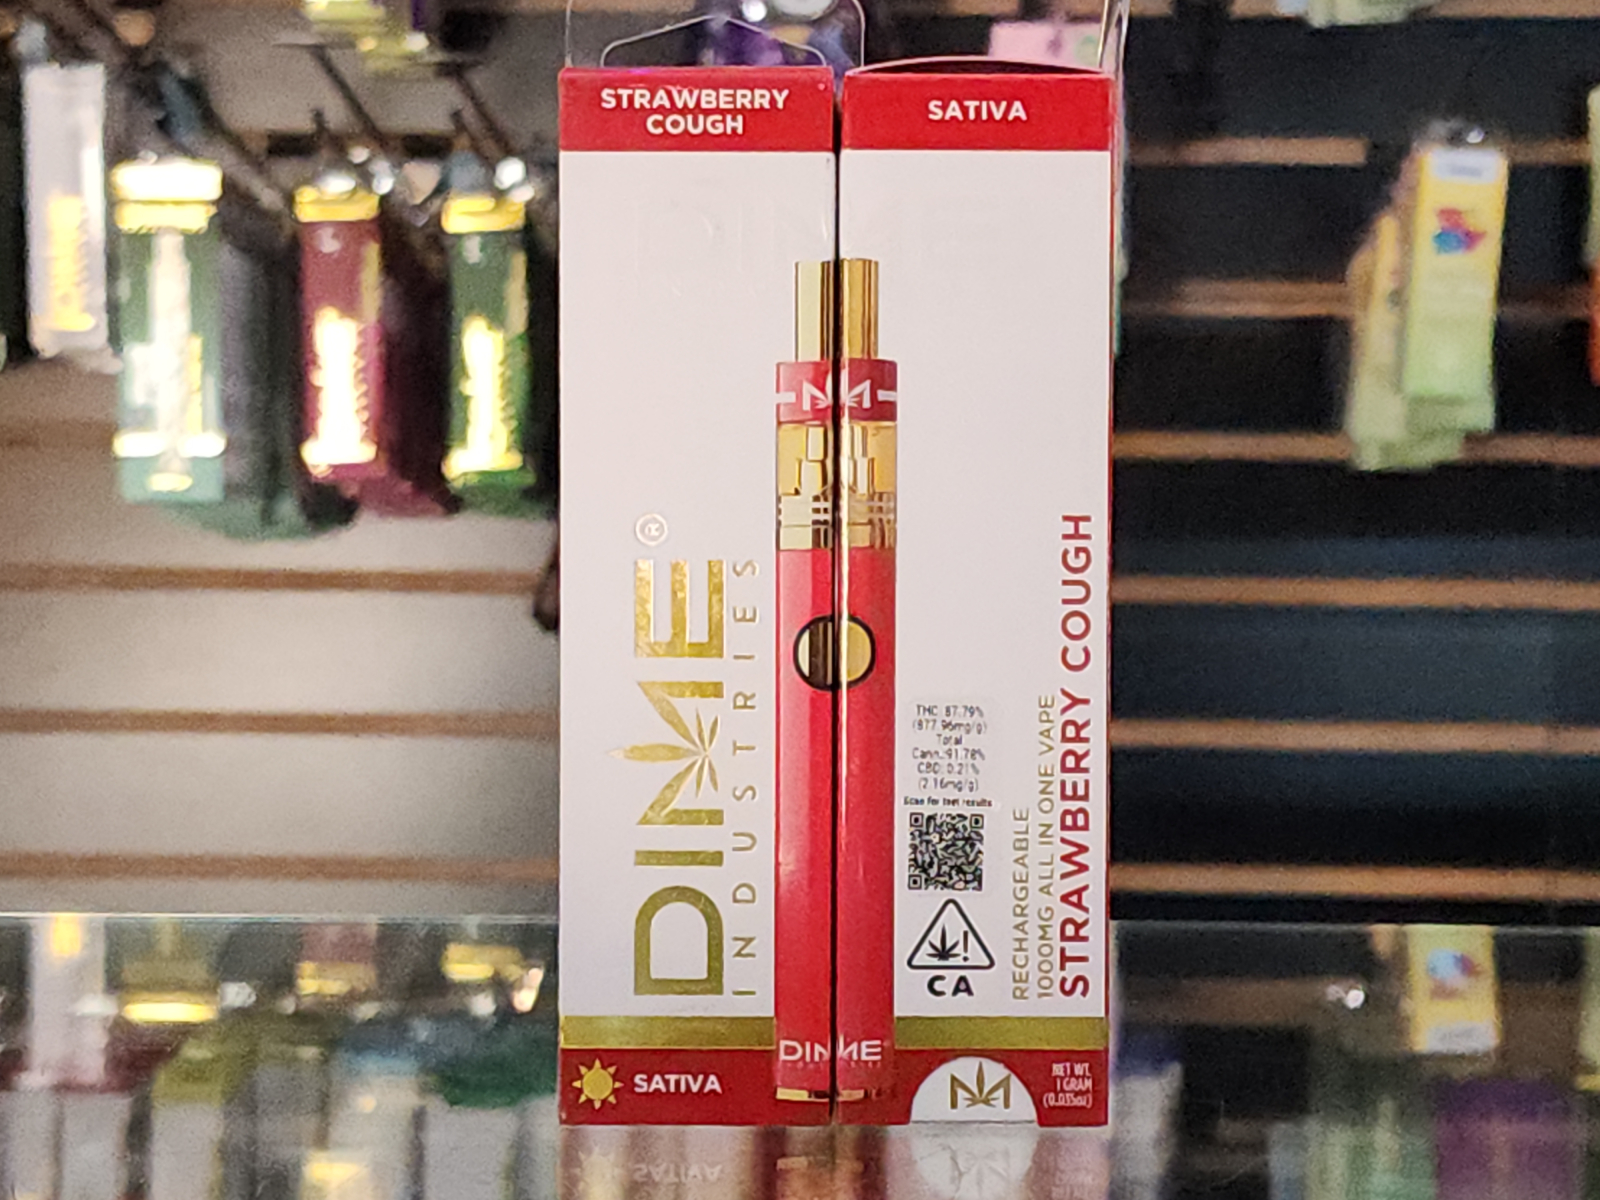 STRAWBERRY
COUGH
DIME®
INDUSTRIES
SATIVA
SATIVA
THC: 87.79%
(877.96mg/g)
Total
Cann.:91.78%
CBD: 0.21%
(2.16mg/g)
Scan for test results
CA
RECHARGEABLE
1000MG ALL IN ONE VAPE
STRAWBERRY COUGH
DIME
NET WT.
1 GRAM
(0.035oz)